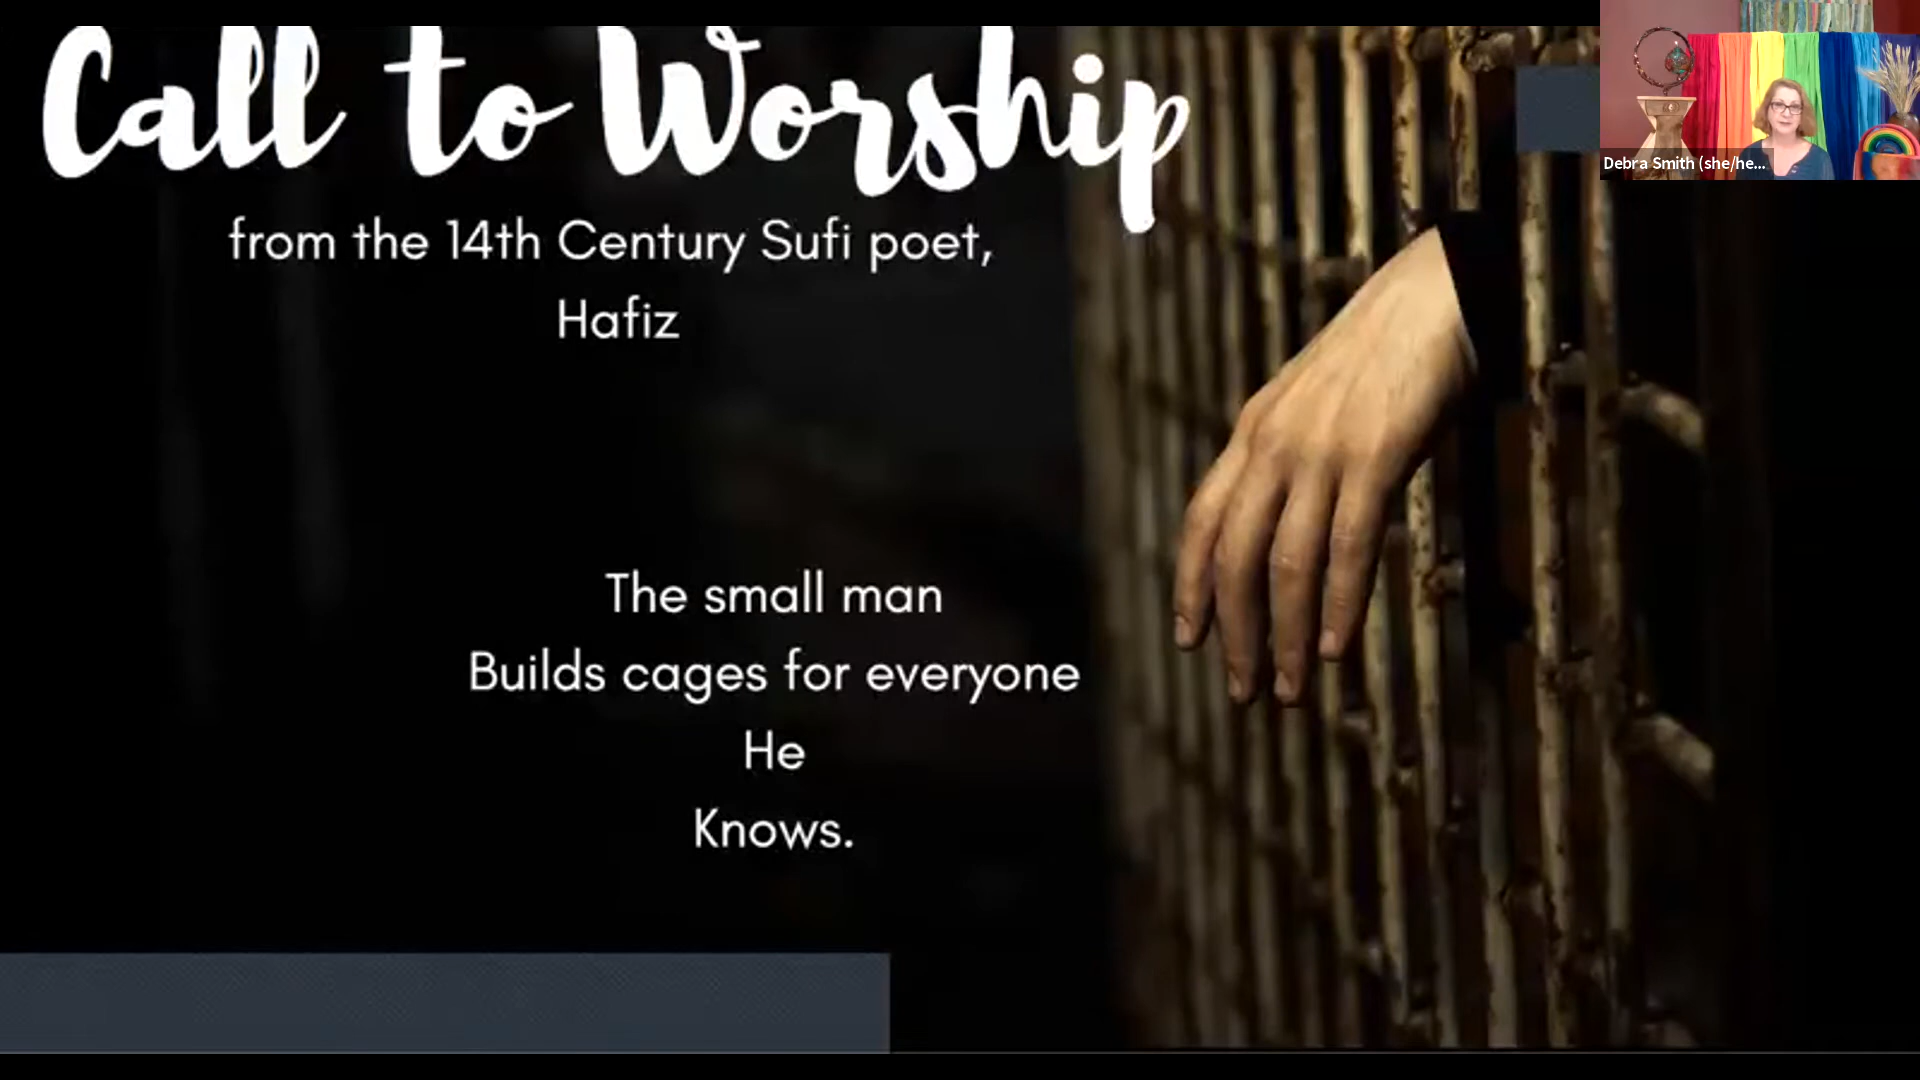 Call to Worship
from the 14th Century Sufi poet,
Hafiz
The small man
Builds cages for everyone
He
Knows.
Debra Smith (she/he...